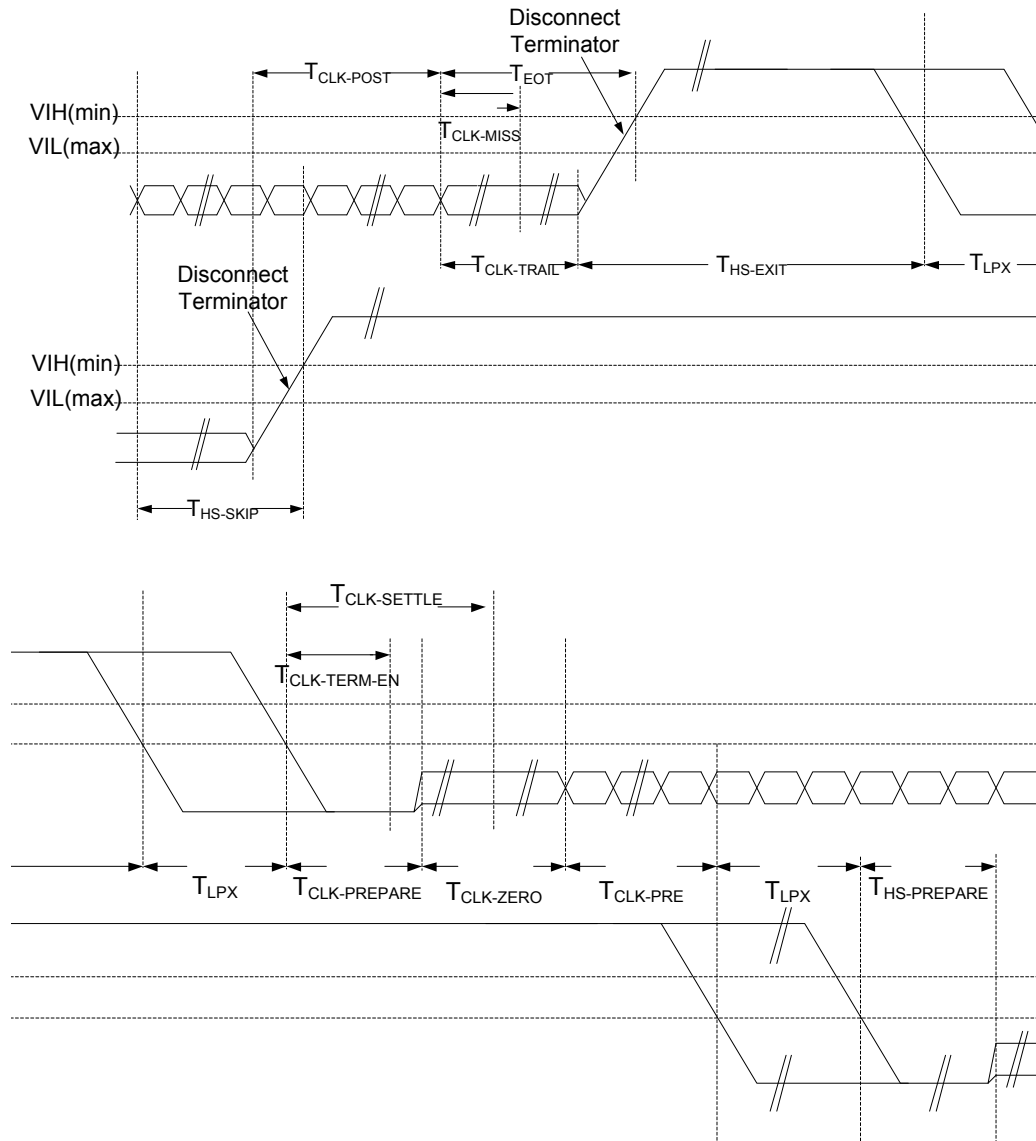 Disconnect
Terminator
TCLK-POST
TEOT
VIH(min)
TCLK-MISS
VIL(max)
TCLK-TRAIL
THS-EXIT
TLPX
Disconnect
Terminator
VIH(min)
VIL(max)
THS-SKIP
TCLK-SETTLE
TCLK-TERM-EN
TLPX
TCLK-PREPARE
TCLK-ZERO
TCLK-PRE
TLPX
THS-PREPARE